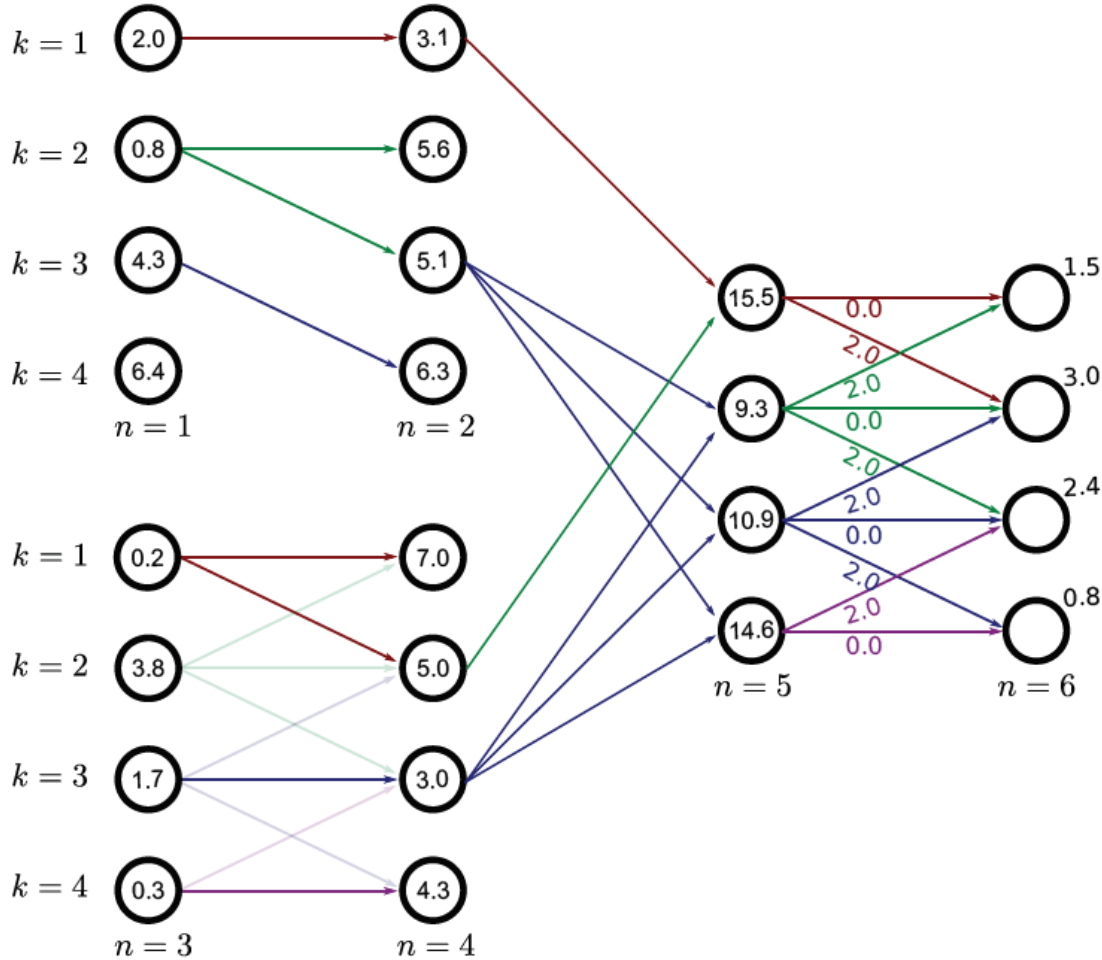 k = 1 2.0 3.1
k = 2 0.8 5.6
k = 3 4.3 5.1
k = 4 6.4 6.3
n = 1 n = 2
k = 1 0.2 7.0
k = 2 3.8 5.0
k = 3 1.7 3.0
k = 4 0.3 4.3
n = 3 n = 4
15.5 0.0 1.5
2.0
9.3 2.0 3.0
0.0
2.0
10.9 2.0 2.4
0.0
2.0
14.6 2.0 0.8
0.0
n = 5 n = 6